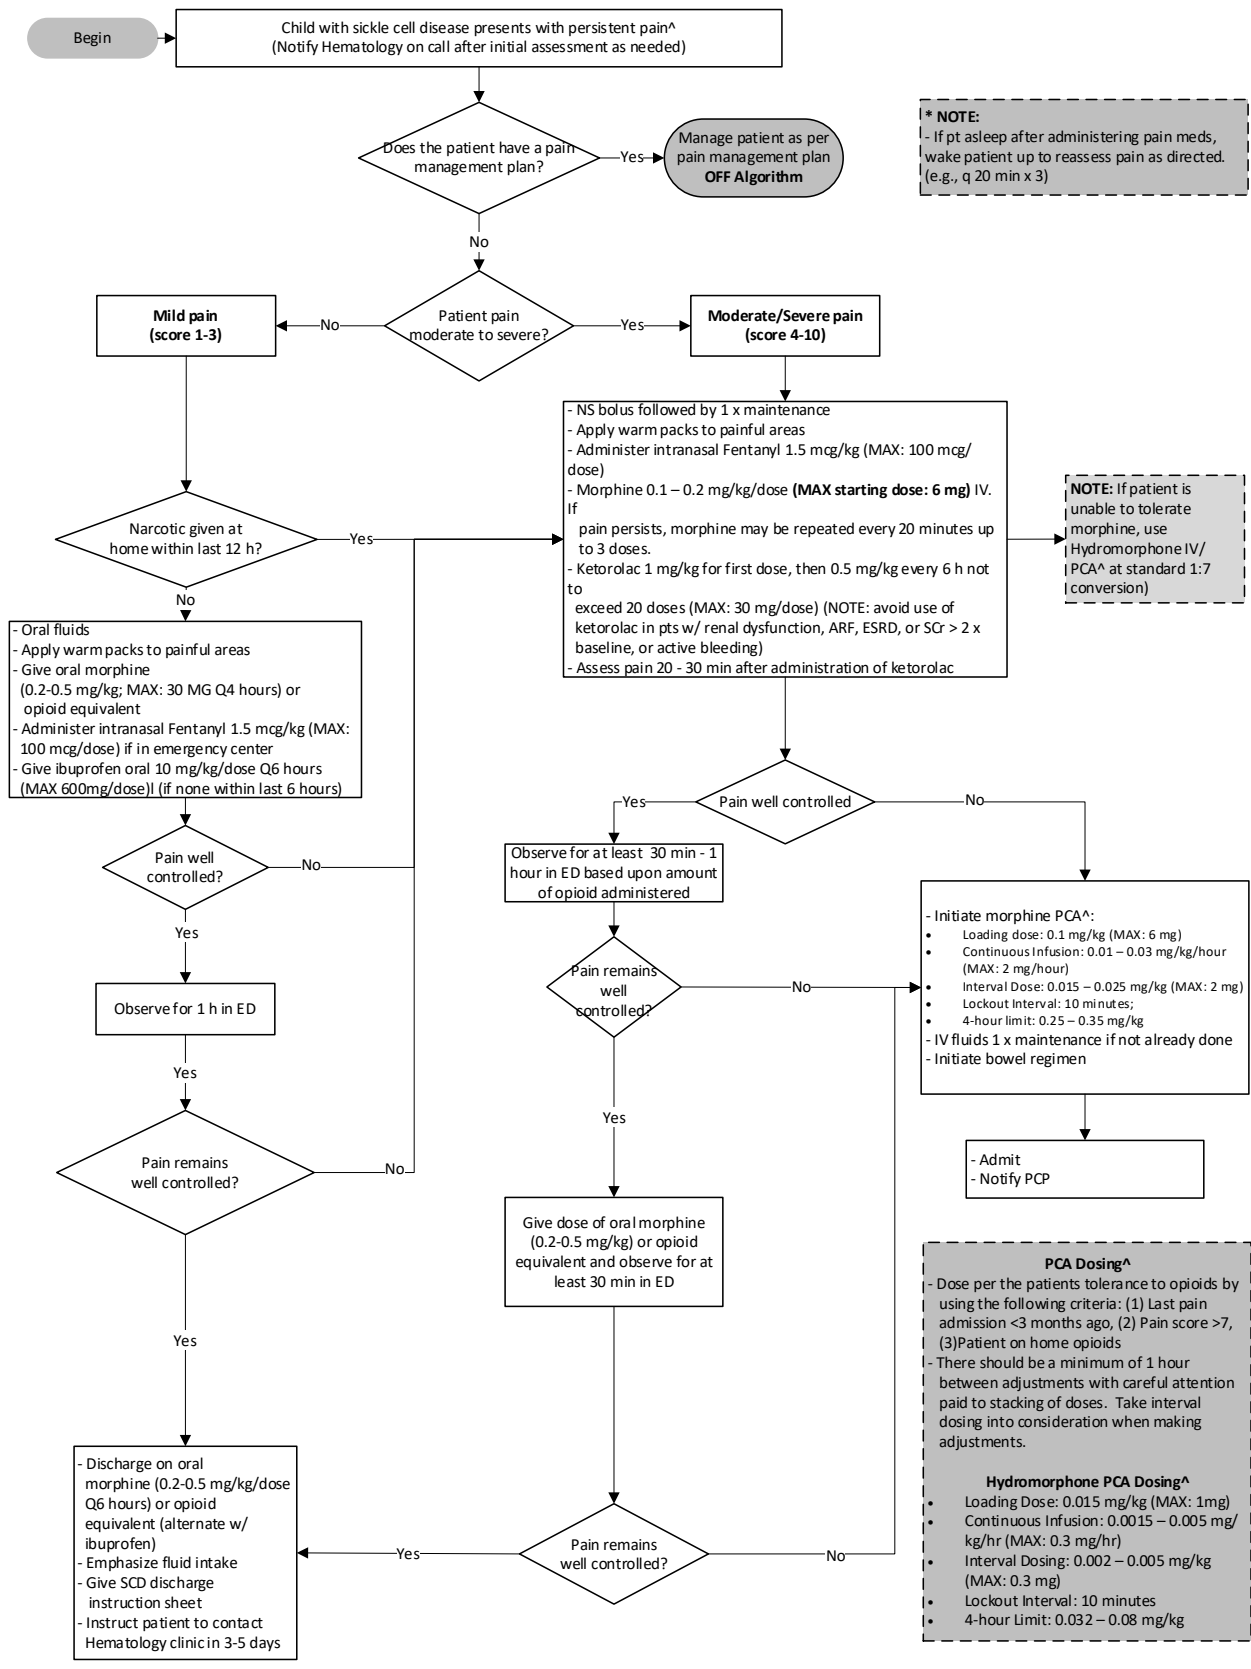 Begin
Child with sickle cell disease presents with persistent pain^
(Notify Hematology on call after initial assessment as needed)
Does the patient have a pain
management plan?
Yes
Manage patient as per
pain management plan
OFF Algorithm
* NOTE:
- If pt asleep after administering pain meds,
wake patient up to reassess pain as directed.
(e.g., q 20 min x 3)
No
Patient pain
moderate to severe?
No
Yes
Mild pain
(score 1-3)
Moderate/Severe pain
(score 4-10)
- NS bolus followed by 1 x maintenance
- Apply warm packs to painful areas
- Administer intranasal Fentanyl 1.5 mcg/kg (MAX: 100 mcg/
dose)
- Morphine 0.1 – 0.2 mg/kg/dose (MAX starting dose: 6 mg) IV.
If
pain persists, morphine may be repeated every 20 minutes up
to 3 doses.
- Ketorolac 1 mg/kg for first dose, then 0.5 mg/kg every 6 h not
to
exceed 20 doses (MAX: 30 mg/dose) (NOTE: avoid use of
ketorolac in pts w/ renal dysfunction, ARF, ESRD, or SCr > 2 x
baseline, or active bleeding)
- Assess pain 20 - 30 min after administration of ketorolac
NOTE: If patient is
unable to tolerate
morphine, use
Hydromorphone IV/
PCA^ at standard 1:7
conversion)
Narcotic given at
home within last 12 h?
Yes
No
- Oral fluids
- Apply warm packs to painful areas
- Give oral morphine
(0.2-0.5 mg/kg; MAX: 30 MG Q4 hours) or
opioid equivalent
- Administer intranasal Fentanyl 1.5 mcg/kg (MAX:
100 mcg/dose) if in emergency center
- Give ibuprofen oral 10 mg/kg/dose Q6 hours
(MAX 600mg/dose)l (if none within last 6 hours)
Pain well
controlled?
No
Yes
Observe for 1 h in ED
Yes
Pain remains
well controlled?
No
Yes
- Discharge on oral
morphine (0.2-0.5 mg/kg/dose
Q6 hours) or opioid
equivalent (alternate w/
ibuprofen)
- Emphasize fluid intake
- Give SCD discharge
instruction sheet
- Instruct patient to contact
Hematology clinic in 3-5 days
Pain well controlled
Yes
No
Observe for at least 30 min - 1
hour in ED based upon amount
of opioid administered
Pain remains
well
controlled?
No
Yes
Give dose of oral morphine
(0.2-0.5 mg/kg) or opioid
equivalent and observe for at
least 30 min in ED
Pain remains
well controlled?
Yes
No
- Initiate morphine PCA^:
• Loading dose: 0.1 mg/kg (MAX: 6 mg)
• Continuous Infusion: 0.01 – 0.03 mg/kg/hour
(MAX: 2 mg/hour)
• Interval Dose: 0.015 – 0.025 mg/kg (MAX: 2 mg)
• Lockout Interval: 10 minutes;
• 4-hour limit: 0.25 – 0.35 mg/kg
- IV fluids 1 x maintenance if not already done
- Initiate bowel regimen
- Admit
- Notify PCP
PCA Dosing^
- Dose per the patients tolerance to opioids by
using the following criteria: (1) Last pain
admission <3 months ago, (2) Pain score >7,
(3)Patient on home opioids
- There should be a minimum of 1 hour
between adjustments with careful attention
paid to stacking of doses. Take interval
dosing into consideration when making
adjustments.
Hydromorphone PCA Dosing^
• Loading Dose: 0.015 mg/kg (MAX: 1mg)
• Continuous Infusion: 0.0015 – 0.005 mg/
kg/hr (MAX: 0.3 mg/hr)
• Interval Dosing: 0.002 – 0.005 mg/kg
(MAX: 0.3 mg)
• Lockout Interval: 10 minutes
• 4-hour Limit: 0.032 – 0.08 mg/kg